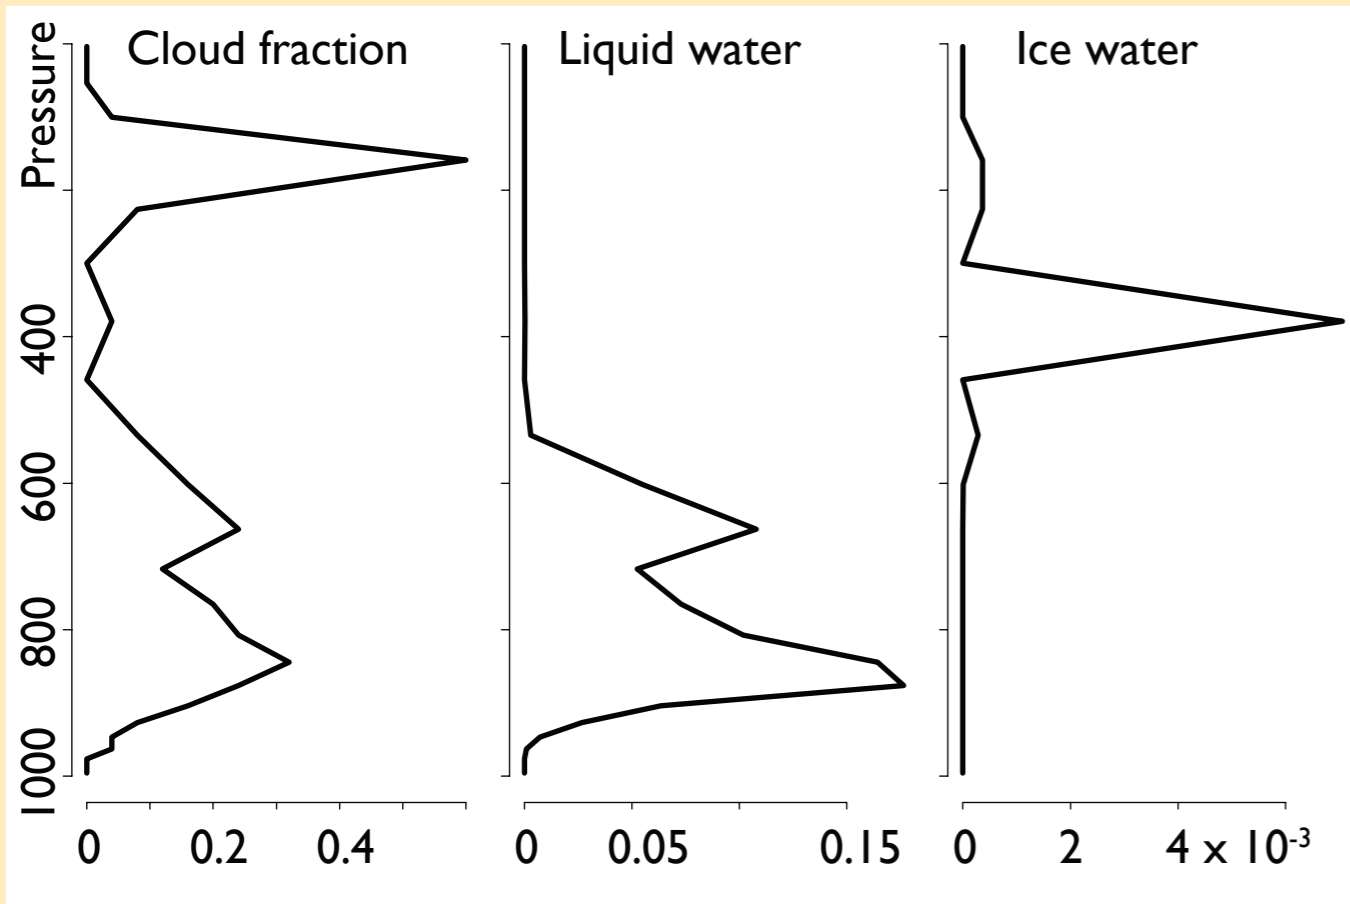 Cloud fraction
Liquid water
Ice water
Pressure
400
600
800
1000
0 0.2 0.4
0 0.05 0.15
0 2 4 x 10⁻³